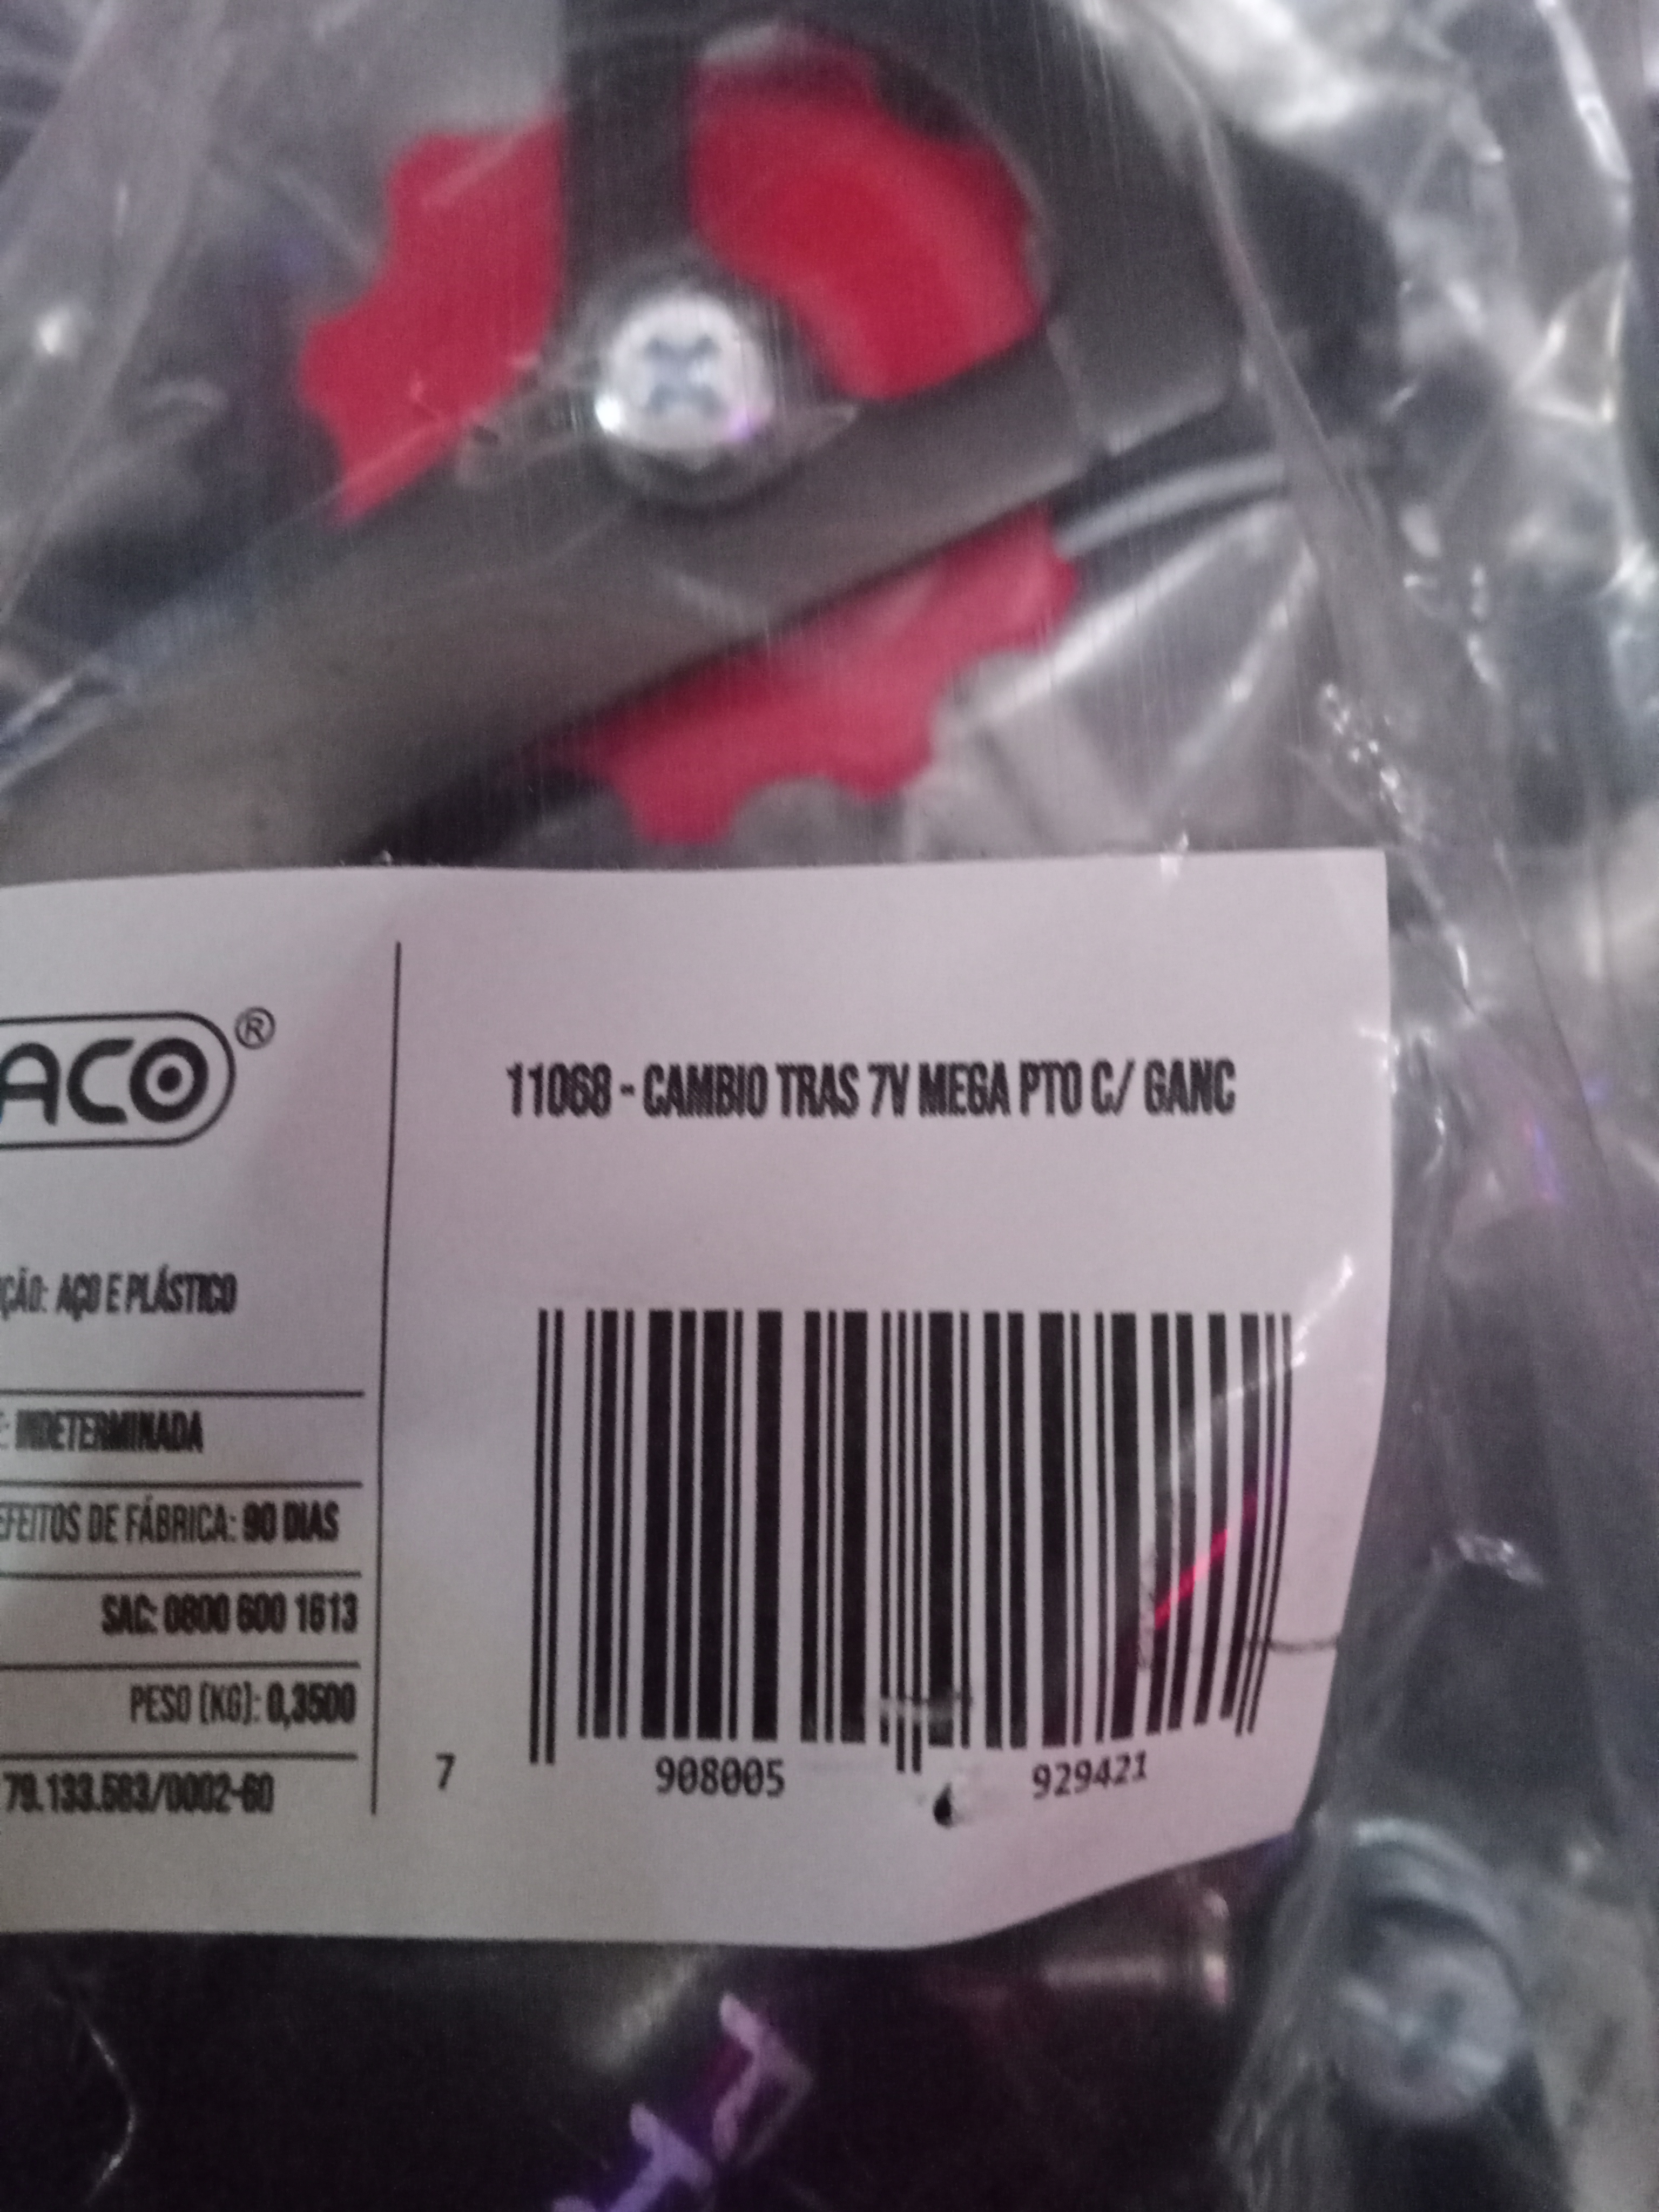 ACO®
11068 - CAMBIO TRAS 7V MEGA PTO C/ GANC
ÇÃO: AÇO E PLÁSTICO
E: INDETERMINADA
EFEITOS DE FÁBRICA: 90 DIAS
SAC: 0800 600 1613
PESO (KG): 0,3500
79.133.583/0002-60
7 908005 929421